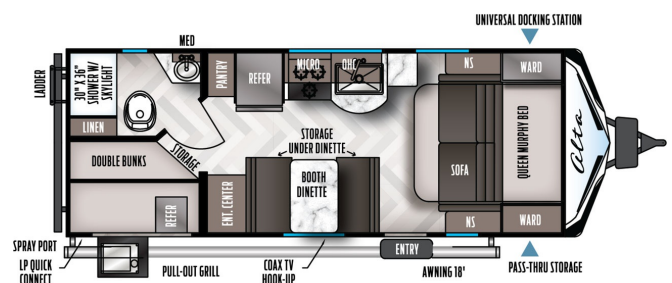 UNIVERSAL DOCKING STATION
MED
LADDER
30" X 36"
SHOWER W/
SKYLIGHT
PANTRY
REFER
MICRO
OHC
NS
WARD
LINEN
STORAGE
DOUBLE BUNKS
STORAGE
UNDER DINETTE
BOOTH
DINETTE
SOFA
QUEEN MURPHY BED
Alta
REFER
ENT. CENTER
NS
WARD
SPRAY PORT
LP QUICK
CONNECT
PULL-OUT GRILL
COAX TV
HOOK-UP
ENTRY
AWNING 18'
PASS-THRU STORAGE